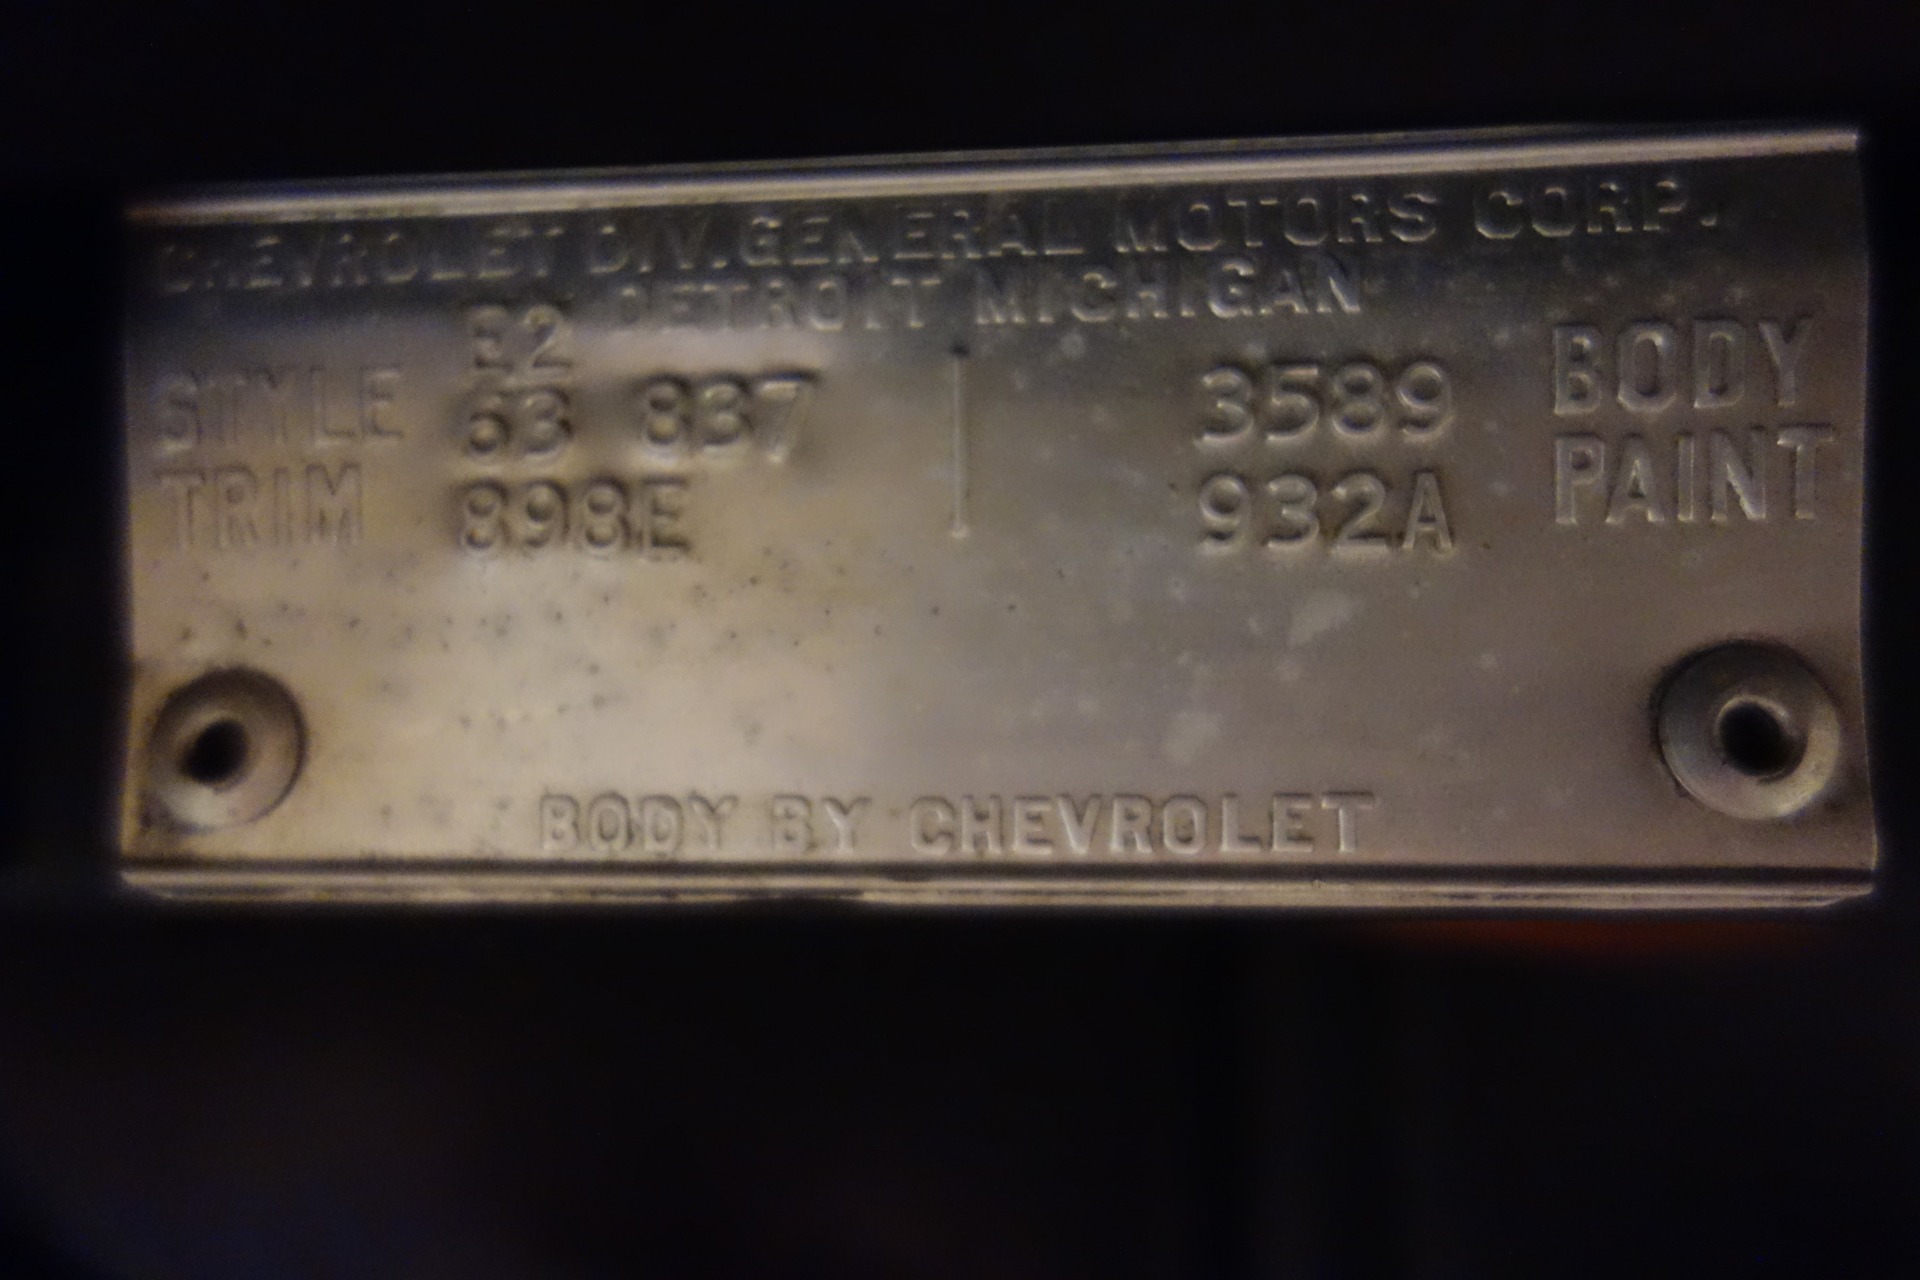 CHEVROLET DIV. GENERAL MOTORS CORP.
DETROIT MICHIGAN
32
STYLE 63 837 3589 BODY
TRIM 898E 932A PAINT
BODY BY CHEVROLET